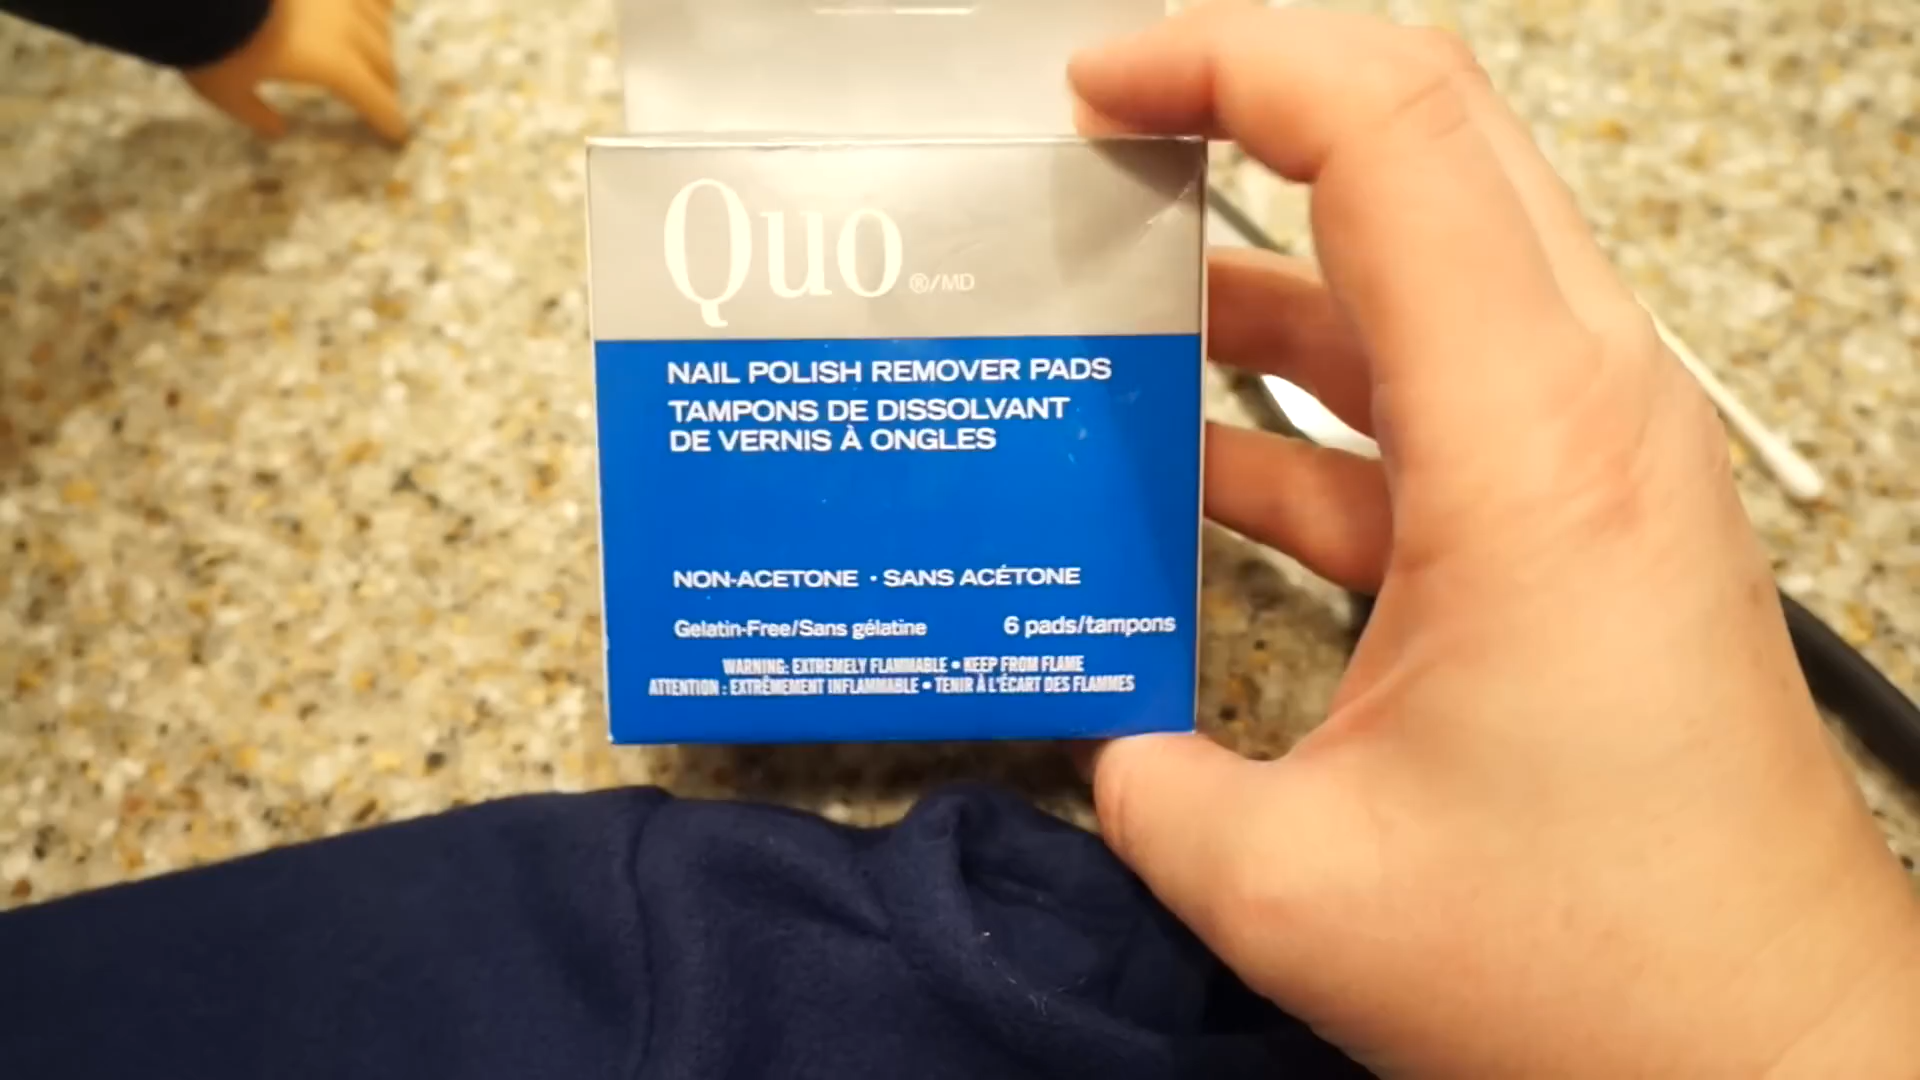 Quo ®/MD
NAIL POLISH REMOVER PADS
TAMPONS DE DISSOLVANT
DE VERNIS À ONGLES
NON-ACETONE · SANS ACÉTONE
Gelatin-Free/Sans gélatine 6 pads/tampons
WARNING: EXTREMELY FLAMMABLE • KEEP FROM FLAME
ATTENTION : EXTRÊMEMENT INFLAMMABLE • TENIR À L'ÉCART DES FLAMMES